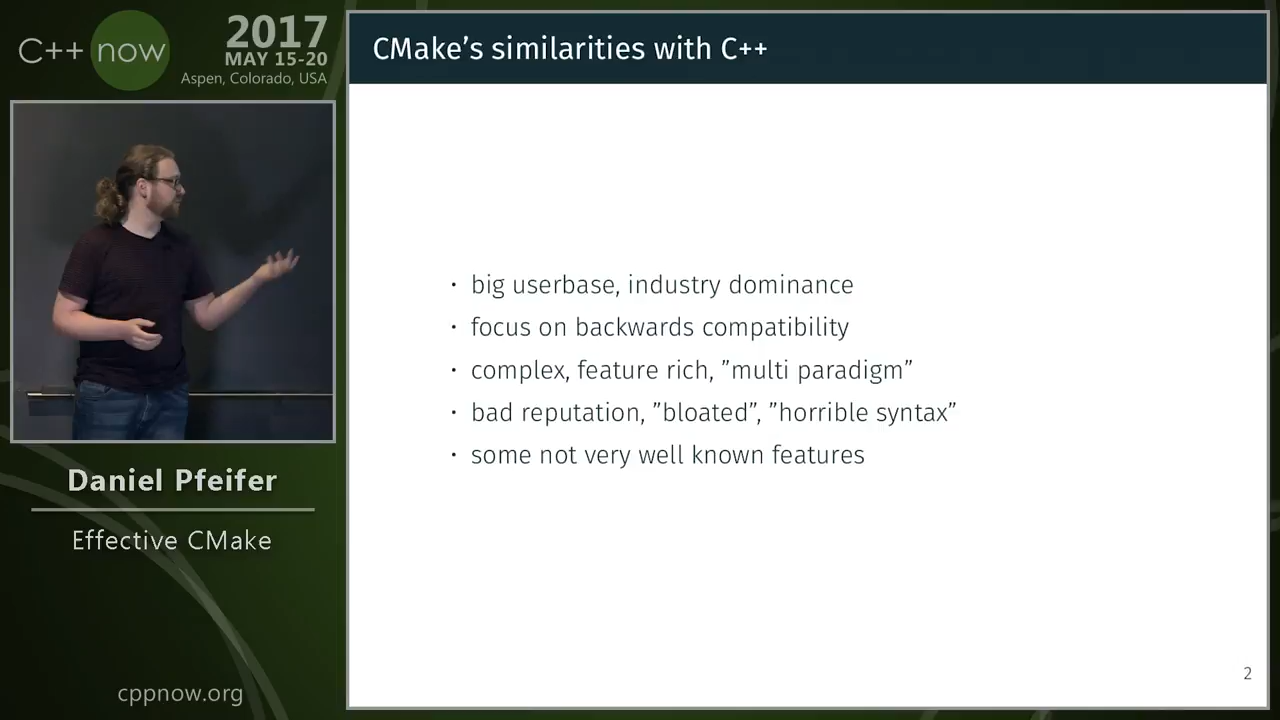 C++ now
2017
MAY 15-20
Aspen, Colorado, USA
CMake’s similarities with C++
· big userbase, industry dominance
· focus on backwards compatibility
· complex, feature rich, ”multi paradigm”
· bad reputation, ”bloated”, ”horrible syntax”
· some not very well known features
Daniel Pfeifer
Effective CMake
cppnow.org
2